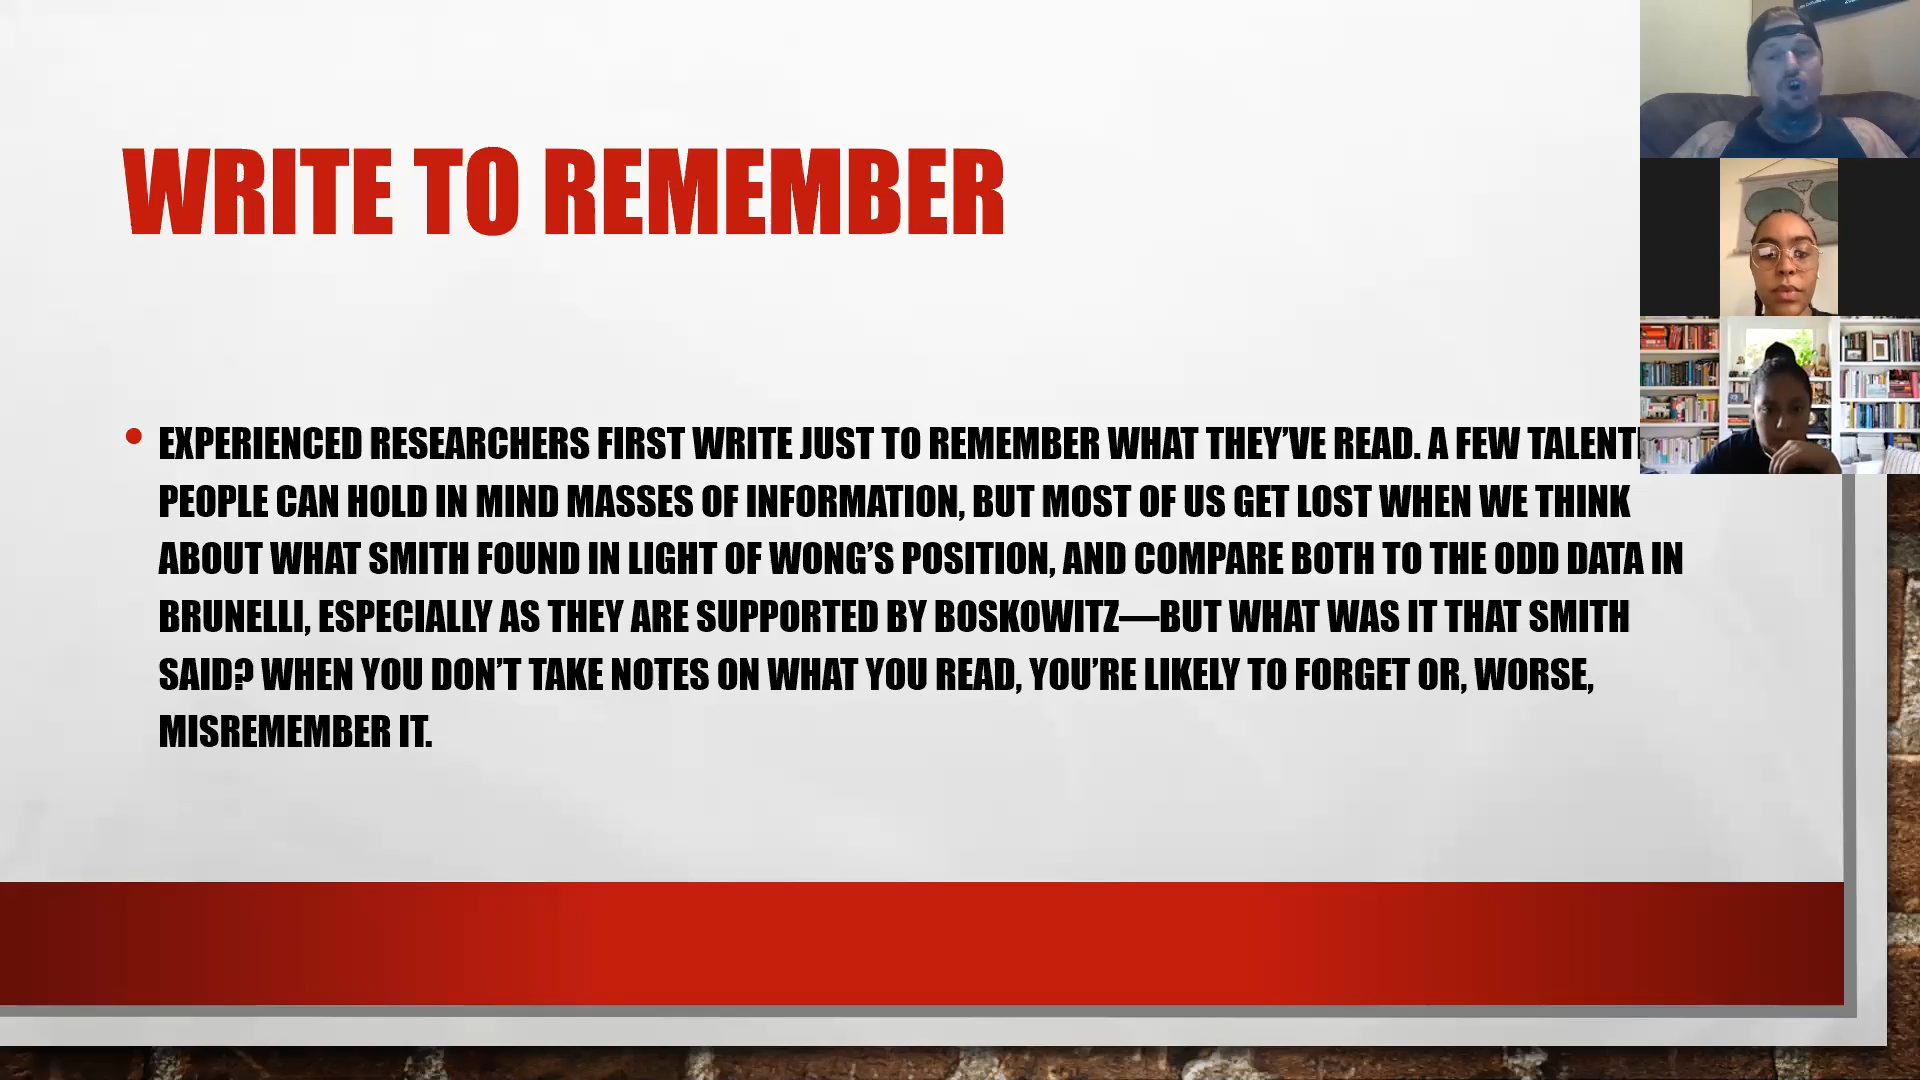 WRITE TO REMEMBER
EXPERIENCED RESEARCHERS FIRST WRITE JUST TO REMEMBER WHAT THEY’VE READ. A FEW
PEOPLE CAN HOLD IN MIND MASSES OF INFORMATION, BUT MOST OF US GET LOST WHEN WE THINK
ABOUT WHAT SMITH FOUND IN LIGHT OF WONG’S POSITION, AND COMPARE BOTH TO THE ODD DATA IN
BRUNELLI, ESPECIALLY AS THEY ARE SUPPORTED BY BOSKOWITZ—BUT WHAT WAS IT THAT SMITH
SAID? WHEN YOU DON’T TAKE NOTES ON WHAT YOU READ, YOU’RE LIKELY TO FORGET OR, WORSE,
MISREMEMBER IT.